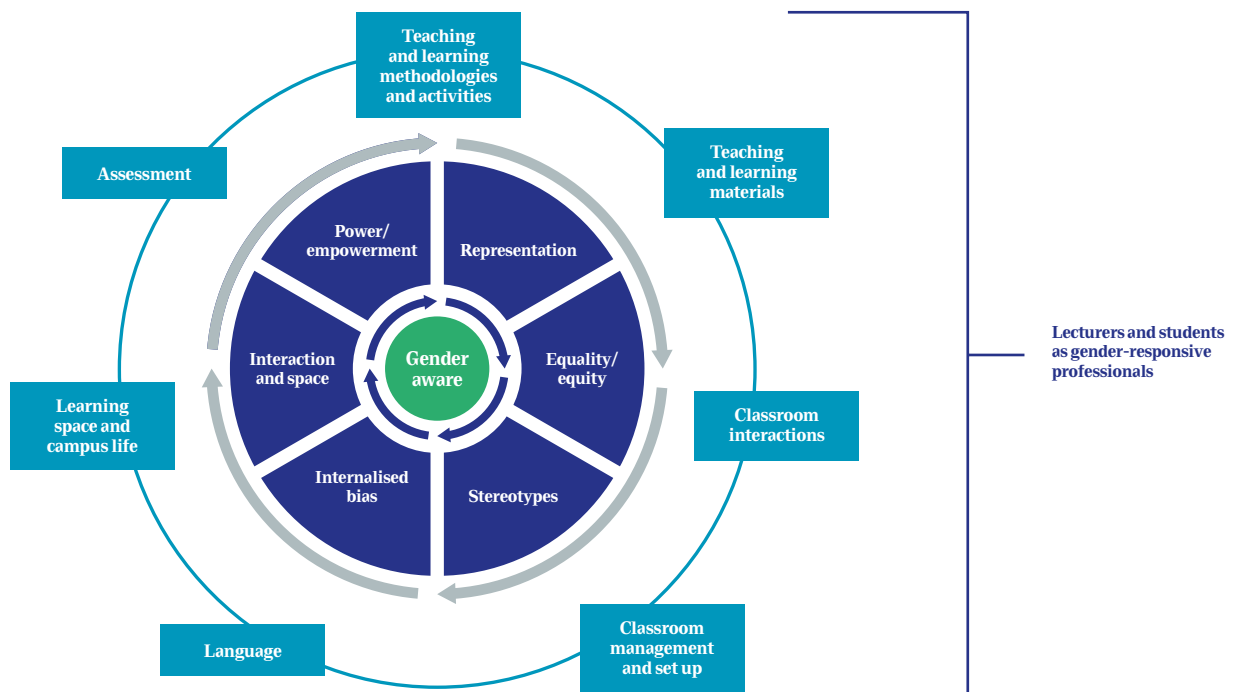 Teaching
and learning
methodologies
and activities
Teaching
and learning
materials
Classroom
interactions
Classroom
management
and set up
Language
Learning
space and
campus life
Assessment
Power/
empowerment
Representation
Equality/
equity
Stereotypes
Internalised
bias
Interaction
and space
Gender
aware
Lecturers and students
as gender-responsive
professionals